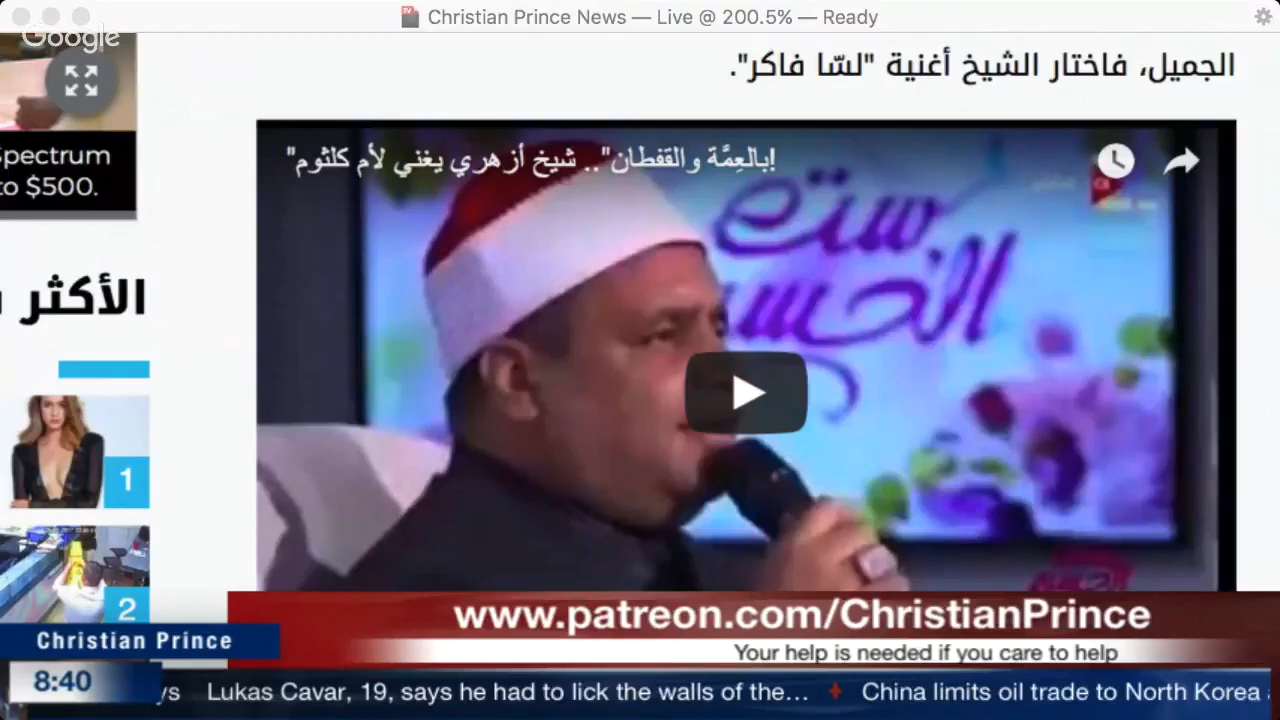 Christian Prince News — Live @ 200.5% — Ready
Google
الجميل، فاختار الشيخ أغنية "لسّا فاكر".
Spectrum
to $500.
"بالعِمَّة والقفطان".. شيخ أزهري يغني لأم كلثوم!
ست
الحسن
الأكثر
1
2
www.patreon.com/ChristianPrince
Christian Prince
Your help is needed if you care to help
8:40
ys Lukas Cavar, 19, says he had to lick the walls of the... China limits oil trade to North Korea